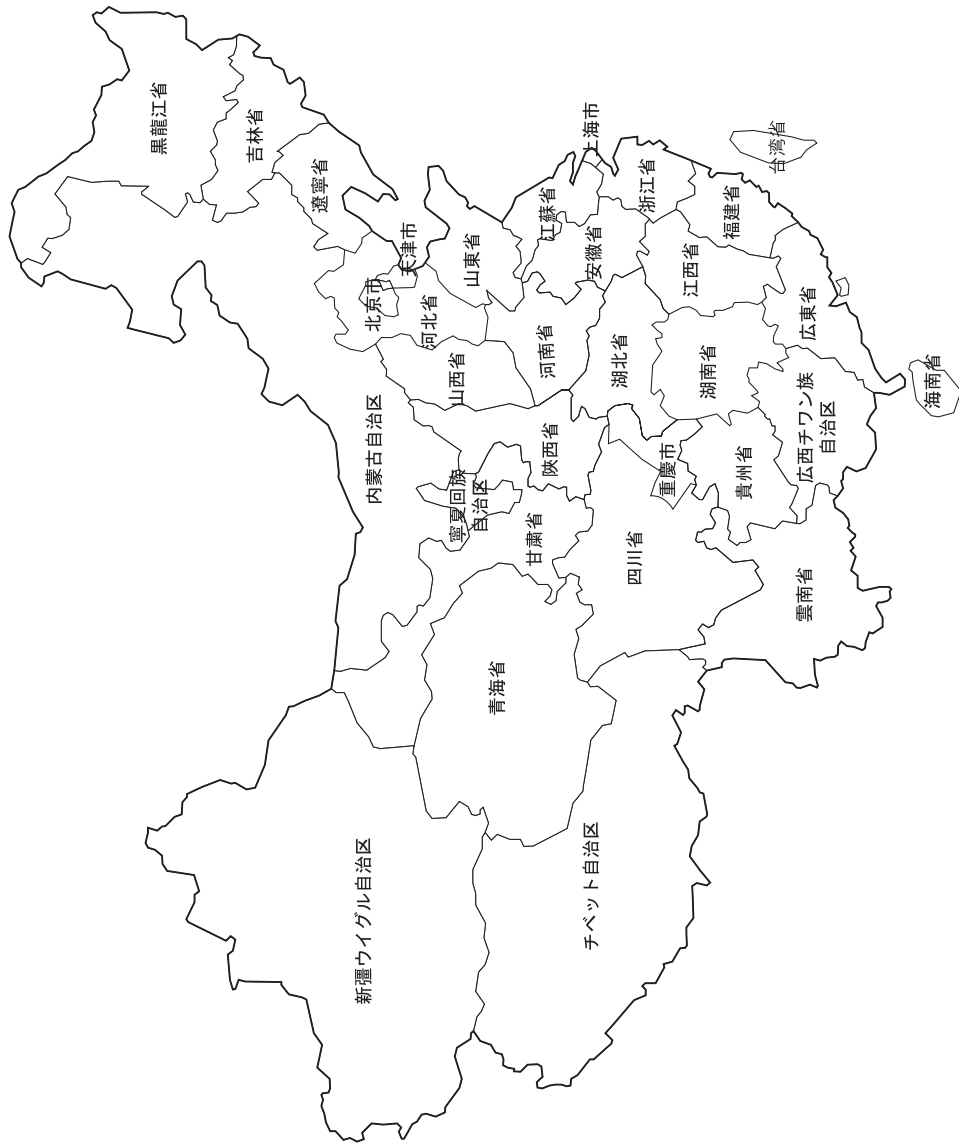 黒龍江省
吉林省
遼寧省
内蒙古自治区
北京市
天津市
河北省
山西省
山東省
新疆ウイグル自治区
寧夏回族
自治区
甘肃省
青海省
陝西省
河南省
江蘇省
安徽省
上海市
チベット自治区
四川省
重慶市
湖北省
浙江省
湖南省
江西省
福建省
貴州省
雲南省
広西チワン族
自治区
広東省
台湾省
海南省